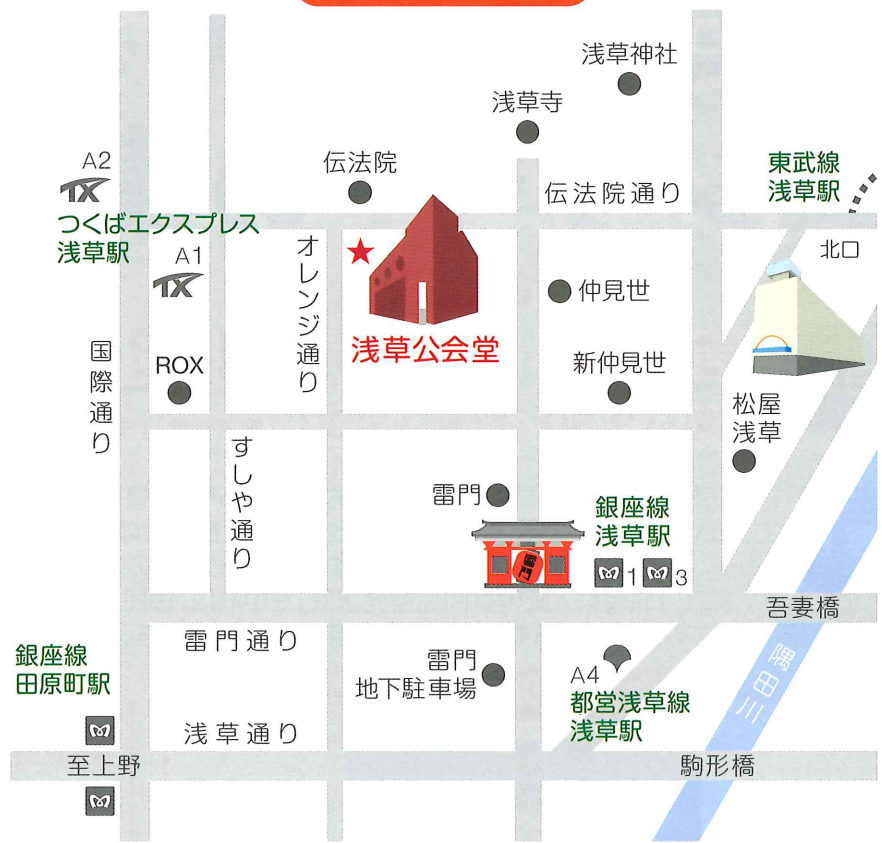 浅草神社
浅草寺
伝法院
A2
TX
つくばエクスプレス
浅草駅
A1
TX
伝法院通り
東武線
浅草駅
北口
オレンジ通り
仲見世
浅草公会堂
国際通り
ROX
新仲見世
松屋
浅草
すしや通り
雷門
銀座線
浅草駅
1
3
吾妻橋
雷門通り
銀座線
田原町駅
雷門
地下駐車場
A4
都営浅草線
浅草駅
隅田川
浅草通り
至上野
駒形橋